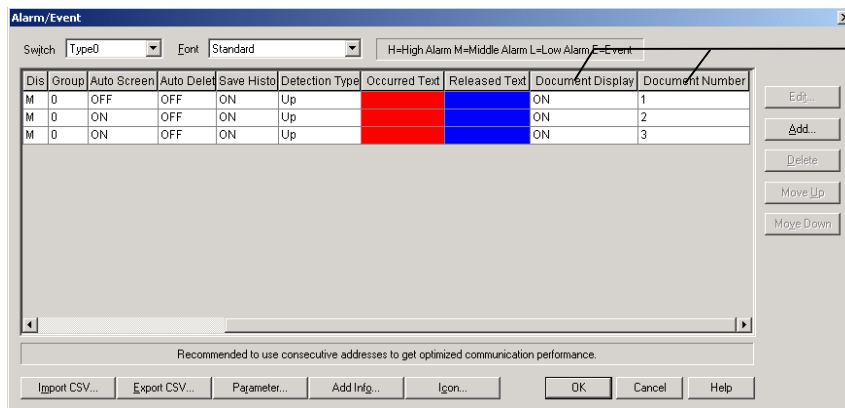 Alarm/Event
Switch Type0 Font Standard H=High Alarm M=Middle Alarm L=Low Alarm E=Event
Dis Group Auto Screen Auto Delet Save Histo Detection Type Occurred Text Released Text Document Display Document Number
M 0 OFF OFF ON Up ON 1
M 0 ON OFF ON Up ON 2
M 0 ON OFF ON Up ON 3
Edit...
Add...
Delete
Move Up
Move Down
Recommended to use consecutive addresses to get optimized communication performance.
Import CSV... Export CSV... Parameter... Add Info... Icon... OK Cancel Help